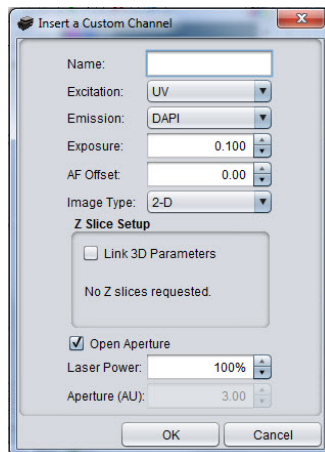 Insert a Custom Channel
Name:
Excitation: UV
Emission: DAPI
Exposure: 0.100
AF Offset: 0.00
Image Type: 2-D
Z Slice Setup
Link 3D Parameters
No Z slices requested.
Open Aperture
Laser Power: 100%
Aperture (AU): 3.00
OK Cancel